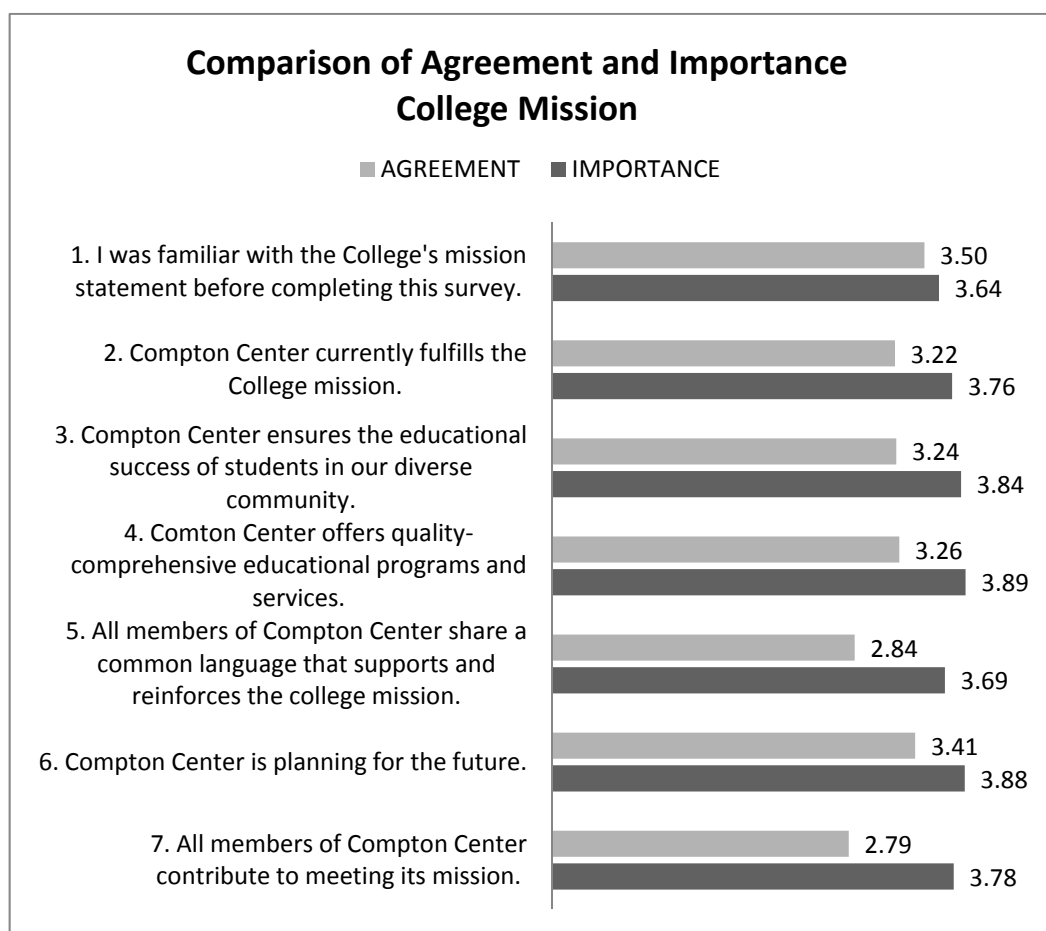 Comparison of Agreement and Importance
College Mission
AGREEMENT IMPORTANCE
1. I was familiar with the College's mission
statement before completing this survey.
3.50
3.64
2. Compton Center currently fulfills the
College mission.
3.22
3.76
3. Compton Center ensures the educational
success of students in our diverse
community.
3.24
3.84
4. Comton Center offers quality-
comprehensive educational programs and
services.
3.26
3.89
5. All members of Compton Center share a
common language that supports and
reinforces the college mission.
2.84
3.69
6. Compton Center is planning for the future.
3.41
3.88
7. All members of Compton Center
contribute to meeting its mission.
2.79
3.78